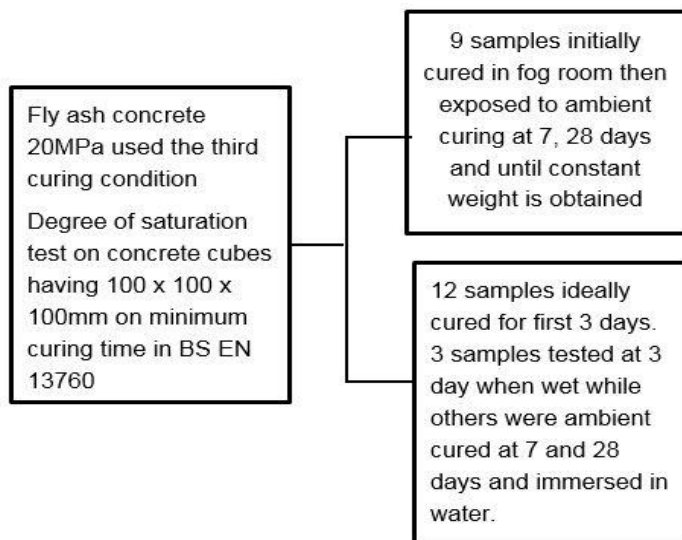 Fly ash concrete
20MPa used the third
curing condition
Degree of saturation
test on concrete cubes
having 100 x 100 x
100mm on minimum
curing time in BS EN
13760
9 samples initially
cured in fog room then
exposed to ambient
curing at 7, 28 days
and until constant
weight is obtained
12 samples ideally
cured for first 3 days.
3 samples tested at 3
day when wet while
others were ambient
cured at 7 and 28
days and immersed in
water.